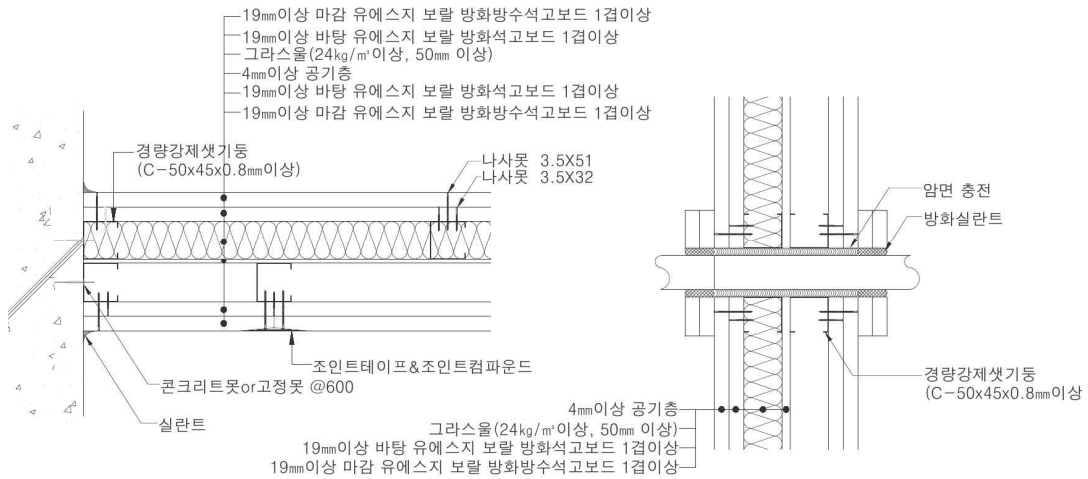 19mm이상 마감 유에스지 보랄 방화방수석고보드 1겹이상
19mm이상 바탕 유에스지 보랄 방화석고보드 1겹이상
그라스울(24kg/m³이상, 50mm 이상)
4mm이상 공기층
19mm이상 바탕 유에스지 보랄 방화석고보드 1겹이상
19mm이상 마감 유에스지 보랄 방화방수석고보드 1겹이상
경량강제샛기둥
(C-50x45x0.8mm이상)
나사못 3.5X51
나사못 3.5X32
조인트테이프&조인트컴파운드
콘크리트못or고정못 @600
실란트
암면 충전
방화실란트
경량강제샛기둥
(C-50x45x0.8mm이상
4mm이상 공기층
그라스울(24kg/m³이상, 50mm 이상)
19mm이상 바탕 유에스지 보랄 방화석고보드 1겹이상
19mm이상 마감 유에스지 보랄 방화방수석고보드 1겹이상